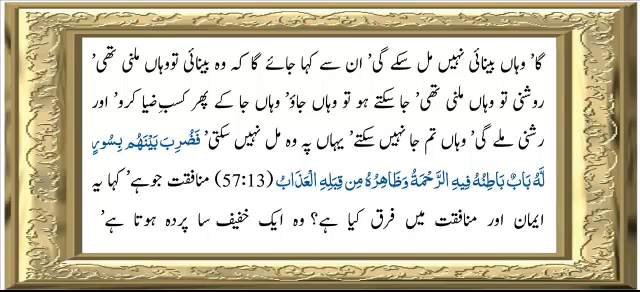 گا’ وہاں بینائی نہیں مل سکے گی’ ان سے کہا جائے گا کہ وہ بینائی تووہاں ملنی تھی’
روشنی تو وہاں ملنی تھی’ جا سکتے ہو تو وہاں جاؤ’ وہاں جا کے پھر کسبِ ضیا کرو’ اور
رشنی ملے گی’ وہاں تم جا نہیں سکتے’ یہاں پہ وہ مل نہیں سکتی’ فَضُرِبَ بَيْنَهُم بِسُورٍ
لَّهُ بَابٌ بَاطِنُهُ فِيهِ الرَّحْمَةُ وَظَاهِرُهُ مِن قِبَلِهِ الْعَذَابُ (57:13) منافقت جوہے’ کہا یہ
ایمان اور منافقت میں فرق کیا ہے؟ وہ ایک خفیف سا پردہ ہوتا ہے’